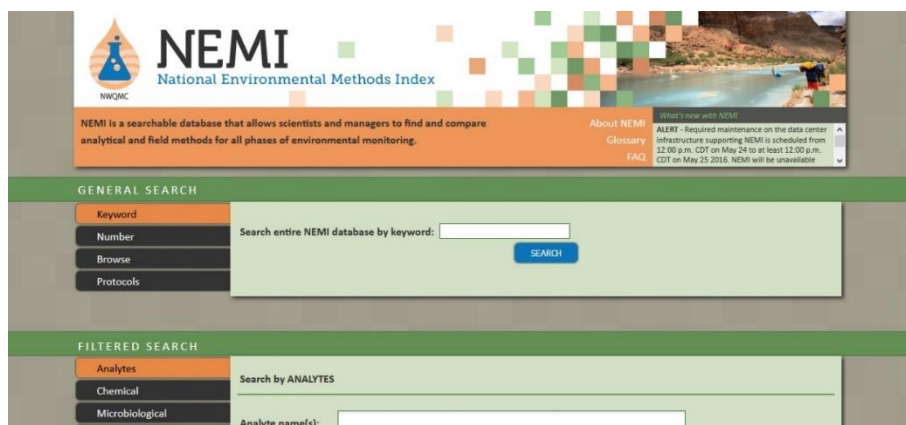 NEMI
National Environmental Methods Index
NWQMC
NEMI is a searchable database that allows scientists and managers to find and compare
analytical and field methods for all phases of environmental monitoring.
About NEMI
Glossary
FAQ
What's new with NEMI
ALERT - Required maintenance on the data center
infrastructure supporting NEMI is scheduled from
12:00 p.m. CDT on May 24 to at least 12:00 p.m.
CDT on May 25 2016. NEMI will be unavailable
GENERAL SEARCH
Keyword
Number
Browse
Protocols
Search entire NEMI database by keyword:
SEARCH
FILTERED SEARCH
Analytes
Chemical
Microbiological
Search by ANALYTES
Analyte name(s):